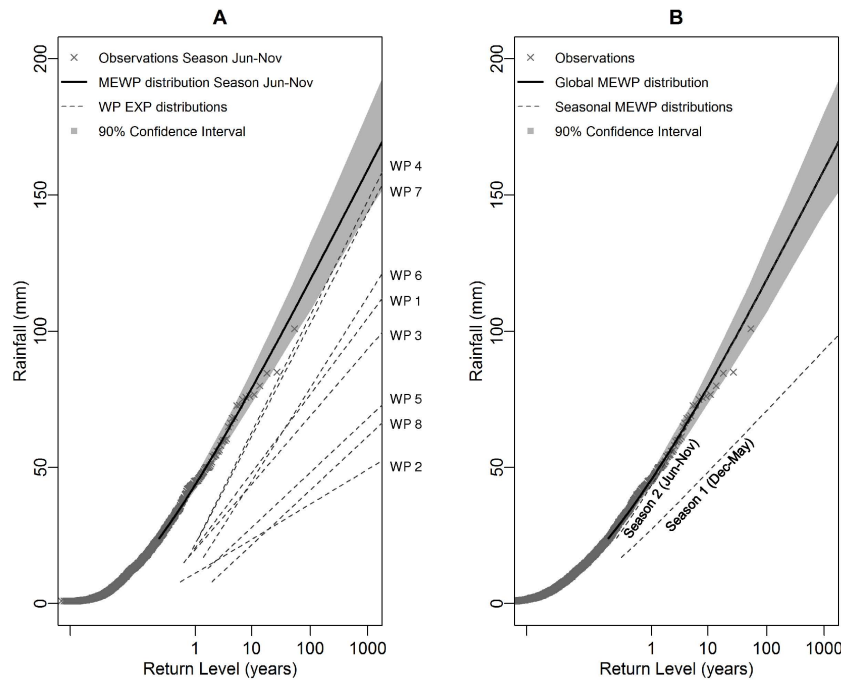 A
200
150
100
50
0
Rainfall (mm)
× Observations Season Jun-Nov
MEWP distribution Season Jun-Nov
WP EXP distributions
90% Confidence Interval
WP 4
WP 7
WP 6
WP 1
WP 3
WP 5
WP 8
WP 2
1 10 100 1000
Return Level (years)
B
200
150
100
50
0
Rainfall (mm)
× Observations
Global MEWP distribution
Seasonal MEWP distributions
90% Confidence Interval
Season 2 (Jun-Nov)
Season 1 (Dec-May)
1 10 100 1000
Return Level (years)